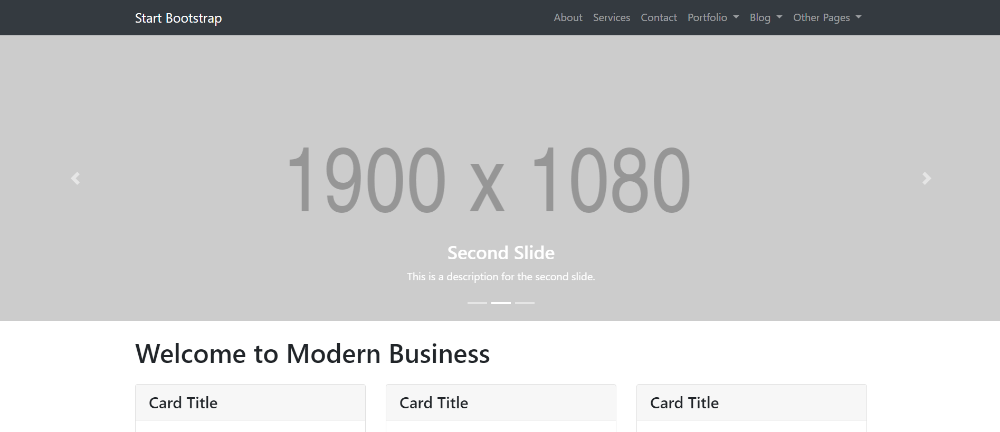 Start Bootstrap
About Services Contact Portfolio Blog Other Pages
1900 x 1080
Second Slide
This is a description for the second slide.
Welcome to Modern Business
Card Title
Card Title
Card Title